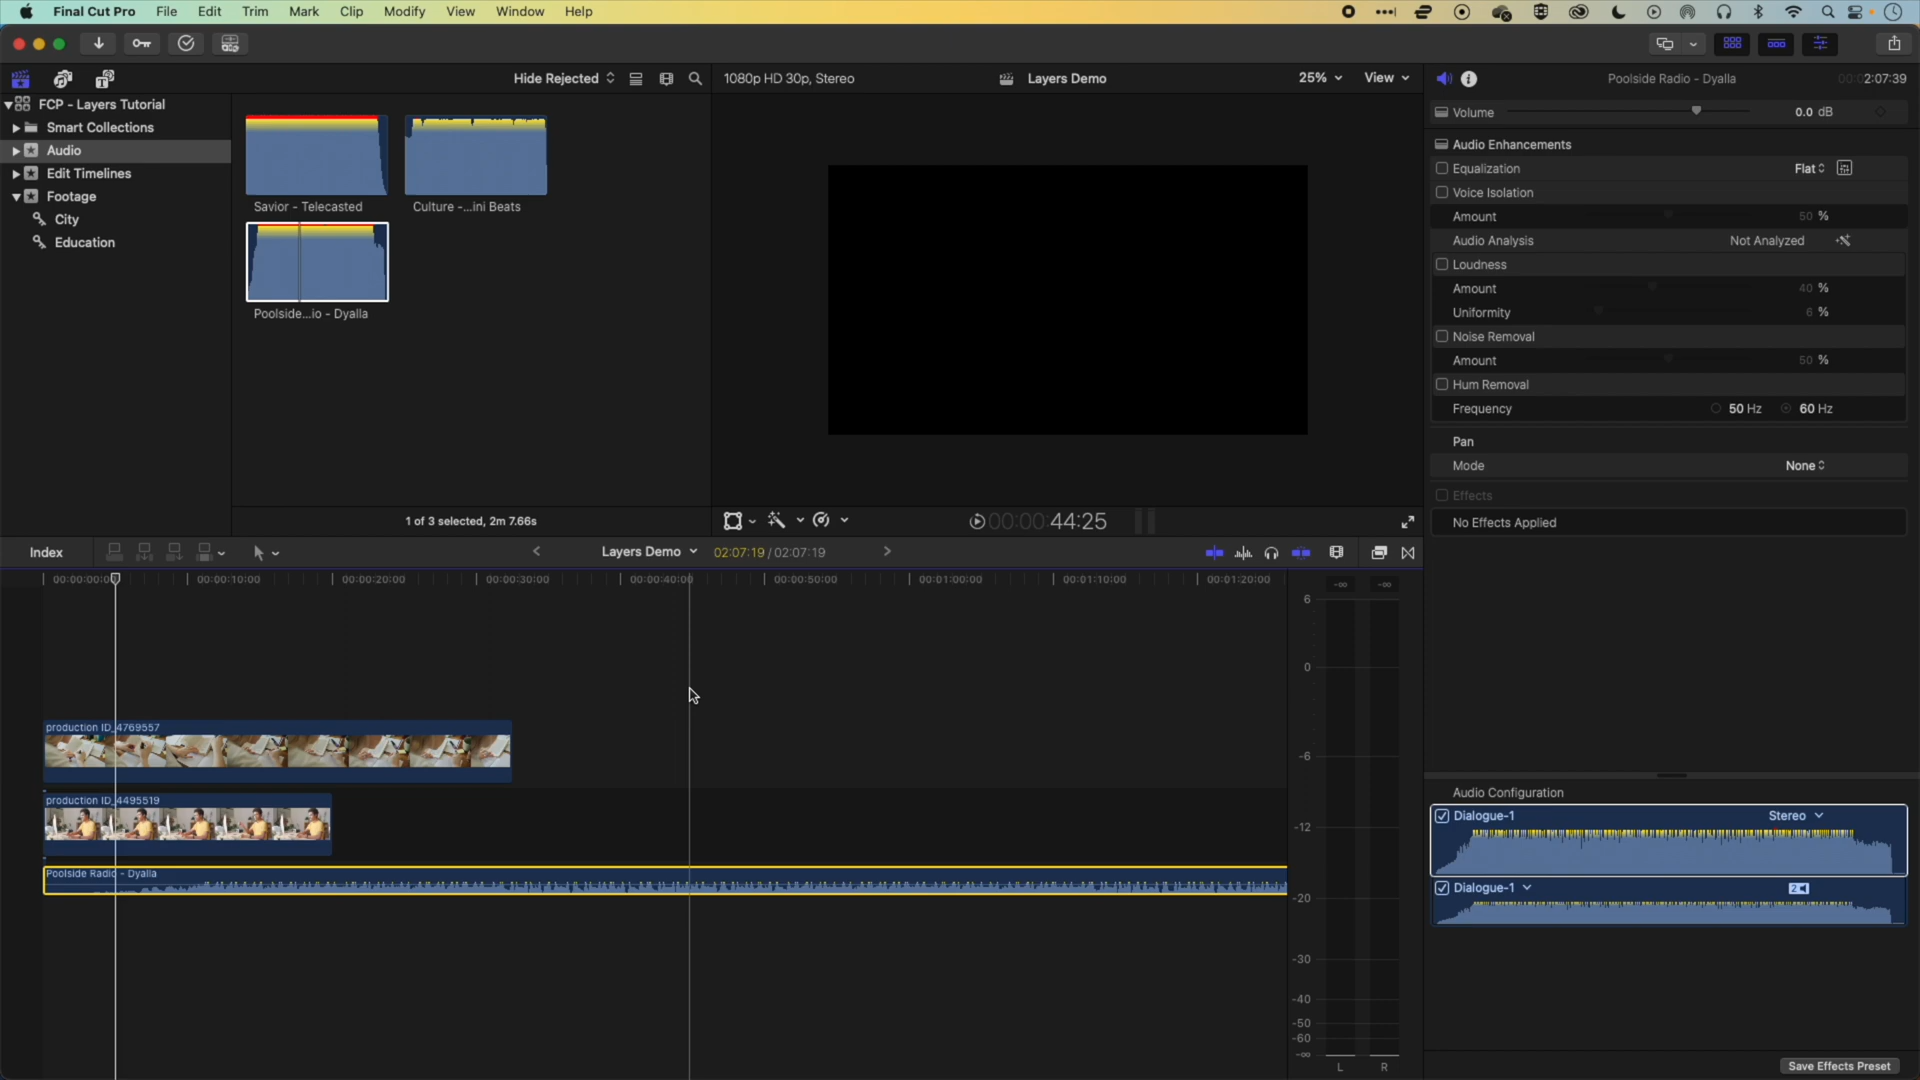 Final Cut Pro File Edit Trim Mark Clip Modify View Window Help
Hide Rejected
1080p HD 30p, Stereo
Layers Demo
25%
View
Poolside Radio - Dyalla
00:02:07:39
FCP - Layers Tutorial
Smart Collections
Audio
Edit Timelines
Footage
City
Education
Savior - Telecasted
Culture -...ini Beats
Poolside...io - Dyalla
1 of 3 selected, 2m 7.66s
00:00:44:25
Volume
0.0 dB
Audio Enhancements
Equalization
Flat
Voice Isolation
Amount
50 %
Audio Analysis
Not Analyzed
Loudness
Amount
40 %
Uniformity
6 %
Noise Removal
Amount
50 %
Hum Removal
Frequency
50 Hz
60 Hz
Pan
Mode
None
Effects
No Effects Applied
Index
Layers Demo
02:07:19 / 02:07:19
00:00:10:00
00:00:20:00
00:00:30:00
00:00:40:00
00:00:50:00
00:01:00:00
00:01:10:00
00:01:20:00
production ID_4769557
production ID_4495519
Poolside Radio - Dyalla
-∞ -∞
6
0
-6
-12
-20
-30
-40
-50
-60
-∞
L R
Audio Configuration
Dialogue-1
Stereo
Dialogue-1
2
Save Effects Preset